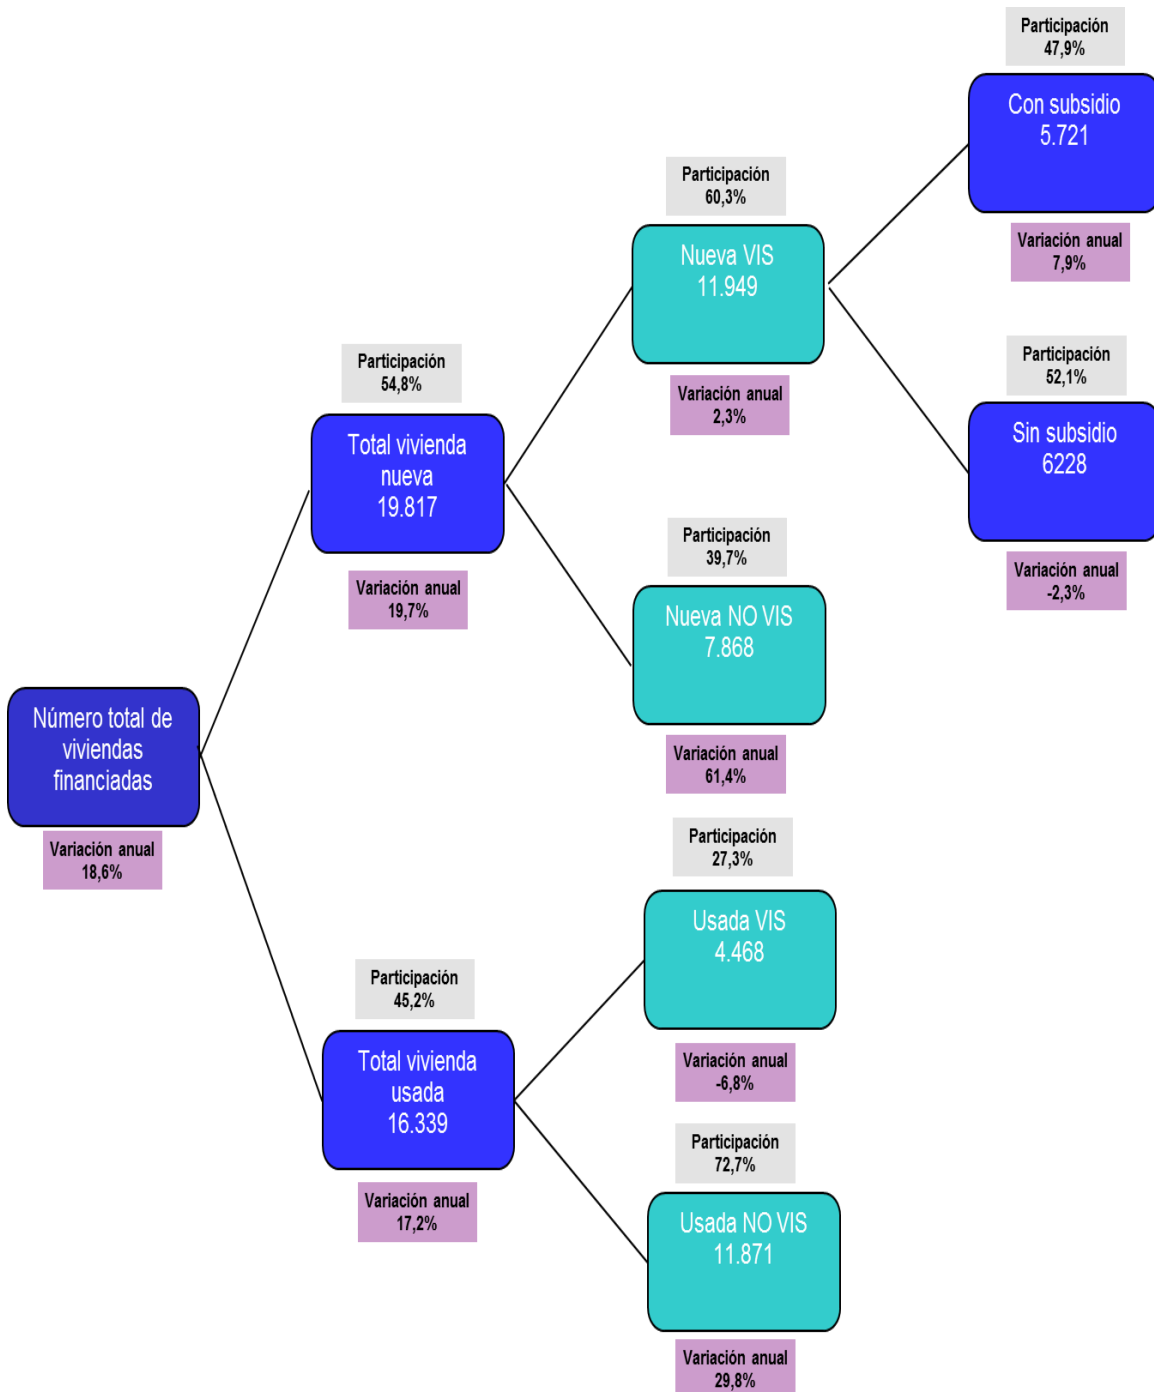 Participación
47,9%
Con subsidio
5.721
Variación anual
7,9%
Participación
60,3%
Nueva VIS
11.949
Variación anual
2,3%
Participación
52,1%
Sin subsidio
6228
Variación anual
-2,3%
Participación
54,8%
Total vivienda
nueva
19.817
Variación anual
19,7%
Participación
39,7%
Nueva NO VIS
7.868
Variación anual
61,4%
Número total de
viviendas
financiadas
Variación anual
18,6%
Participación
27,3%
Usada VIS
4.468
Variación anual
-6,8%
Participación
45,2%
Total vivienda
usada
16.339
Variación anual
17,2%
Participación
72,7%
Usada NO VIS
11.871
Variación anual
29,8%